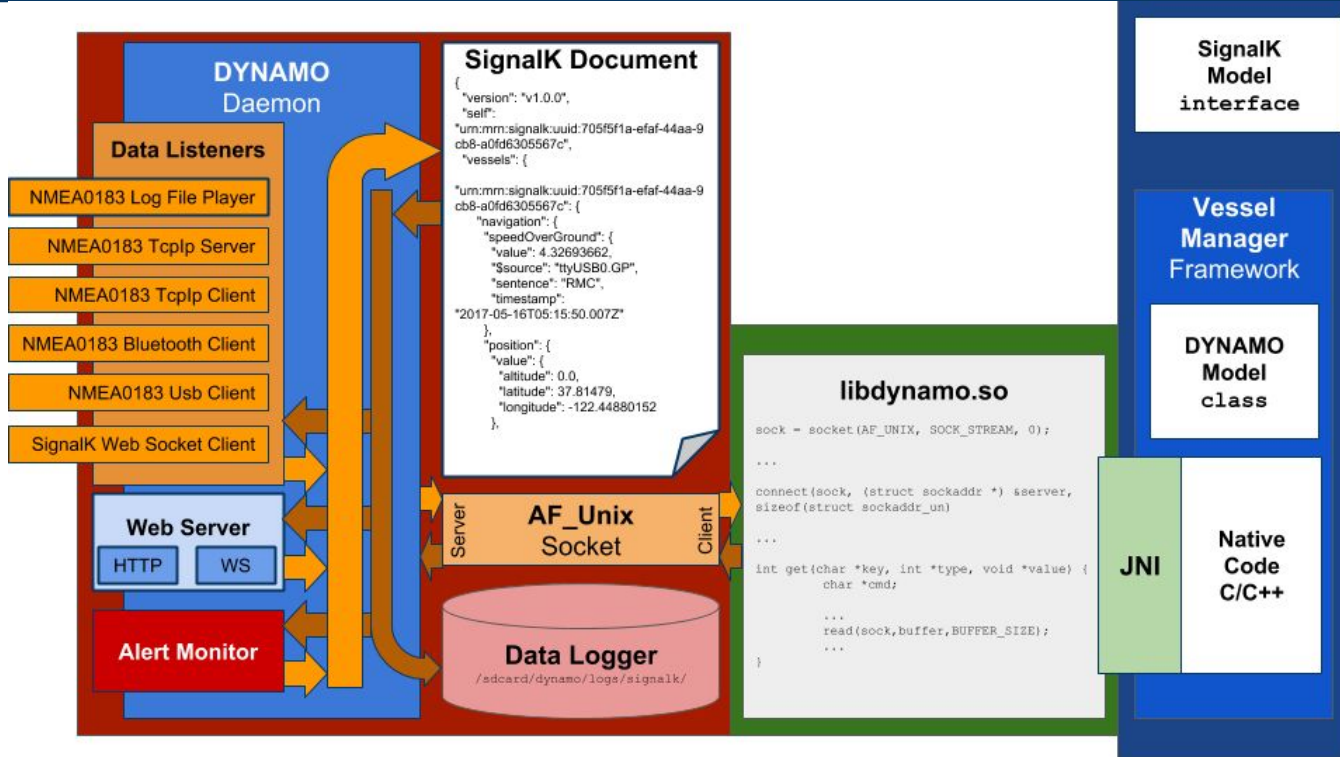 DYNAMO
Daemon
Data Listeners
NMEA0183 Log File Player
NMEA0183 TcpIp Server
NMEA0183 TcpIp Client
NMEA0183 Bluetooth Client
NMEA0183 Usb Client
SignalK Web Socket Client
Web Server
HTTP
WS
Alert Monitor
SignalK Document
{
"version": "v1.0.0",
"self":
"urn:mrn:signalk:uuid:705f5f1a-efaf-44aa-9
cb8-a0fd6305567c",
"vessels": {
"urn:mrn:signalk:uuid:705f5f1a-efaf-44aa-9
cb8-a0fd6305567c": {
"navigation": {
"speedOverGround": {
"value": 4.32693662,
"$source": "ttyUSB0.GP",
"sentence": "RMC",
"timestamp":
"2017-05-16T05:15:50.007Z"
},
"position": {
"value": {
"altitude": 0.0,
"latitude": 37.81479,
"longitude": -122.44880152
},
Server
AF_Unix
Socket
Client
Data Logger
/sdcard/dynamo/logs/signalk/
libdynamo.so
sock = socket(AF_UNIX, SOCK_STREAM, 0);
...
connect(sock, (struct sockaddr *) &server,
sizeof(struct sockaddr_un)
...
int get(char *key, int *type, void *value) {
char *cmd;
...
read(sock,buffer,BUFFER_SIZE);
...
}
SignalK
Model
interface
Vessel
Manager
Framework
DYNAMO
Model
class
JNI
Native
Code
C/C++